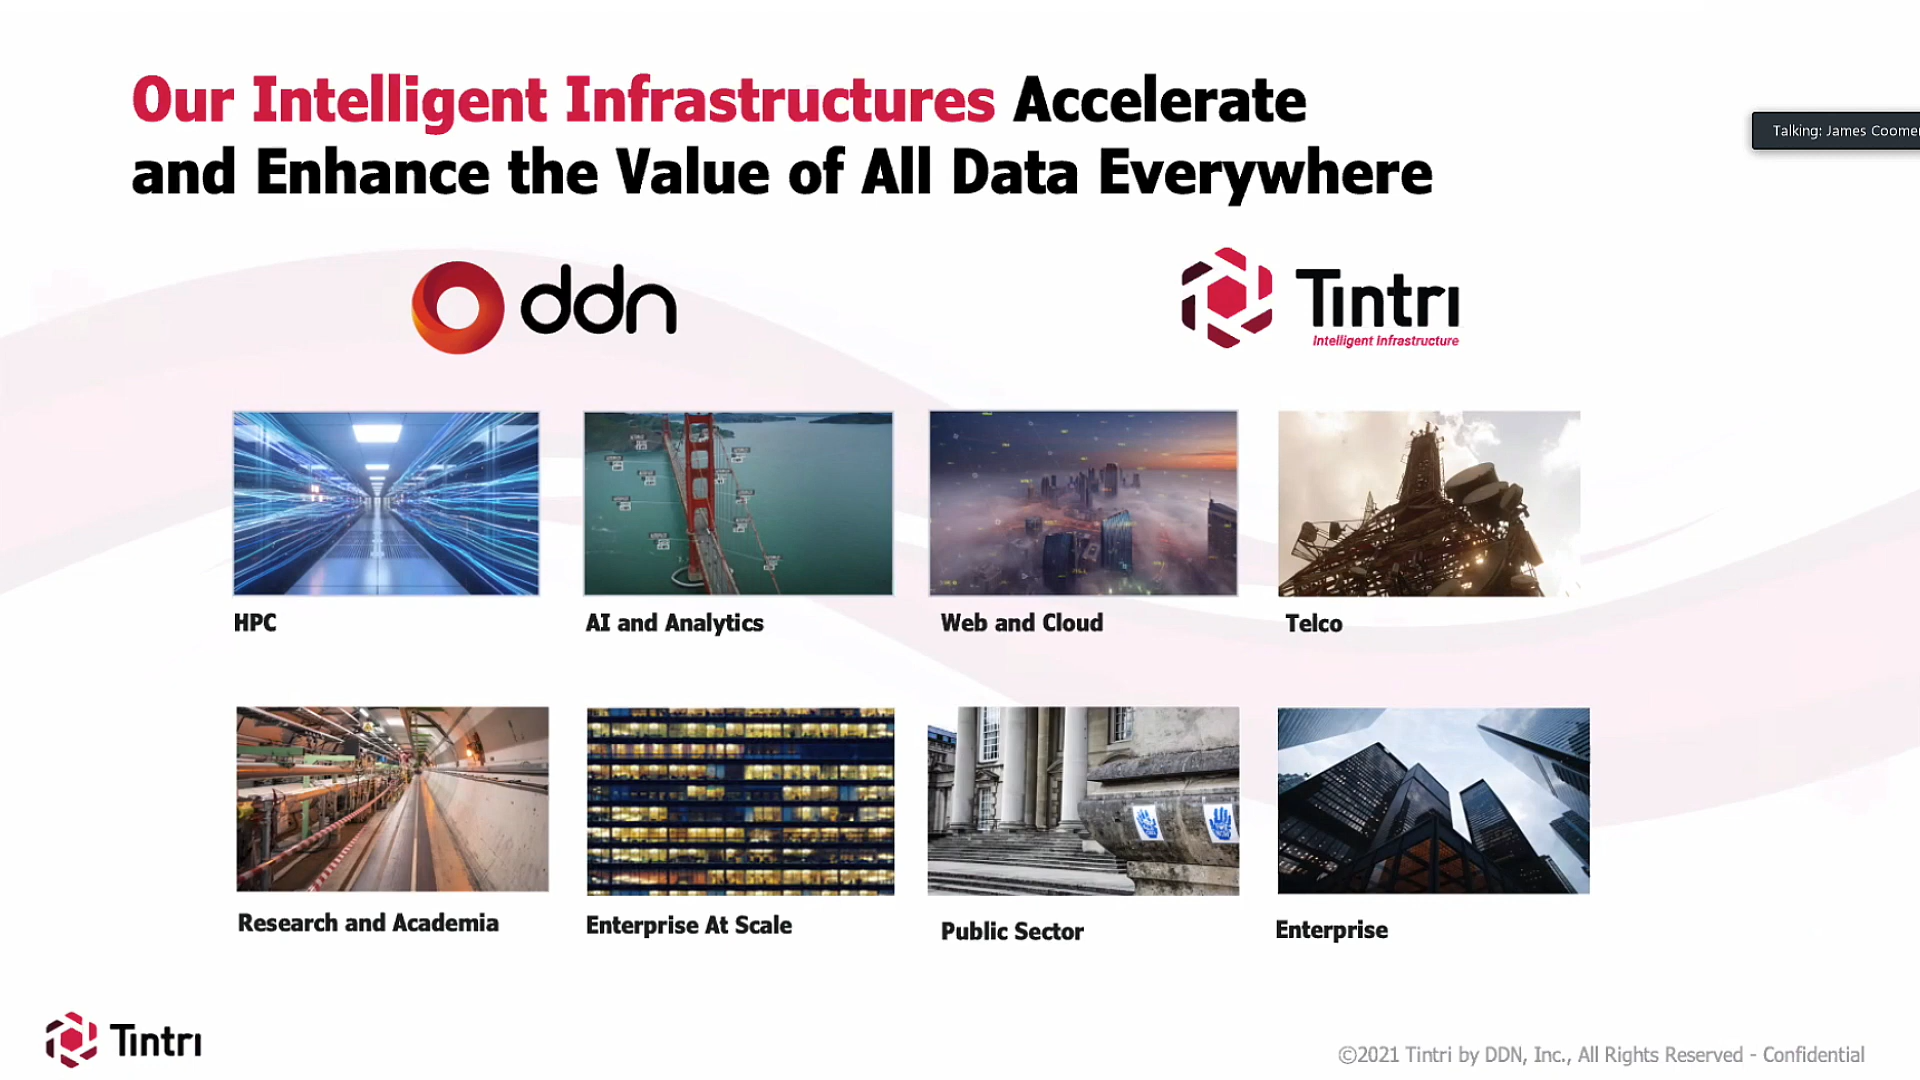 Our Intelligent Infrastructures Accelerate
and Enhance the Value of All Data Everywhere
Talking: James Coomer
ddn
Tintri
Intelligent Infrastructure
HPC
AI and Analytics
Web and Cloud
Telco
Research and Academia
Enterprise At Scale
Public Sector
Enterprise
Tintri
©2021 Tintri by DDN, Inc., All Rights Reserved - Confidential